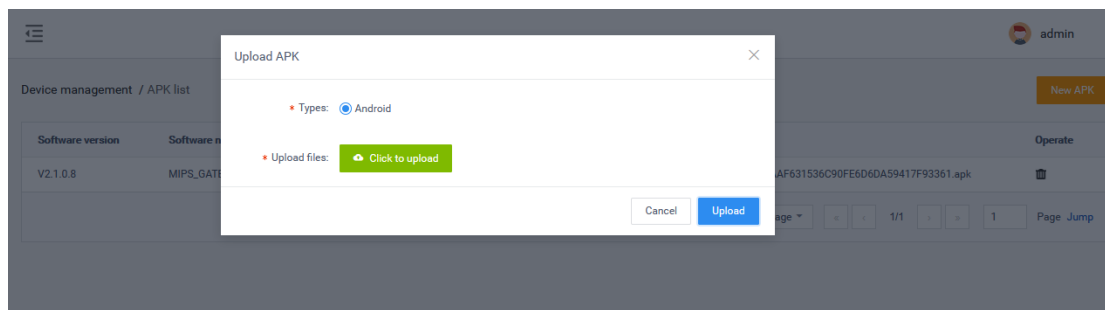 admin
Upload APK
Device management / APK list
New APK
* Types: Android
Software version
Operate
* Upload files: Click to upload
V2.1.0.8
AF631536C90FE6D6DA59417F93361.apk
Cancel
Upload
« ‹ 1/1 › » 1 Page Jump